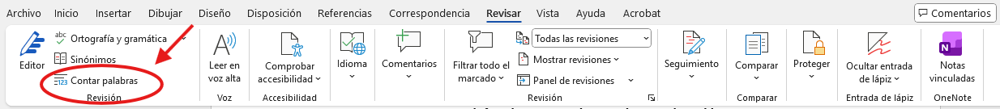 Archivo Inicio Insertar Dibujar Diseño Disposición Referencias Correspondencia Revisar Vista Ayuda Acrobat Comentarios
Editor
abc Ortografía y gramática
Sinónimos
123 Contar palabras
Revisión
Leer en
voz alta
Voz
Comprobar
accesibilidad
Accesibilidad
Idioma
Comentarios
Filtrar todo el
marcado
Todas las revisiones
Mostrar revisiones
Panel de revisiones
Revisión
Seguimiento
Comparar
Comparar
Proteger
Ocultar entrada
de lápiz
Entrada de lápiz
N
Notas
vinculadas
OneNote